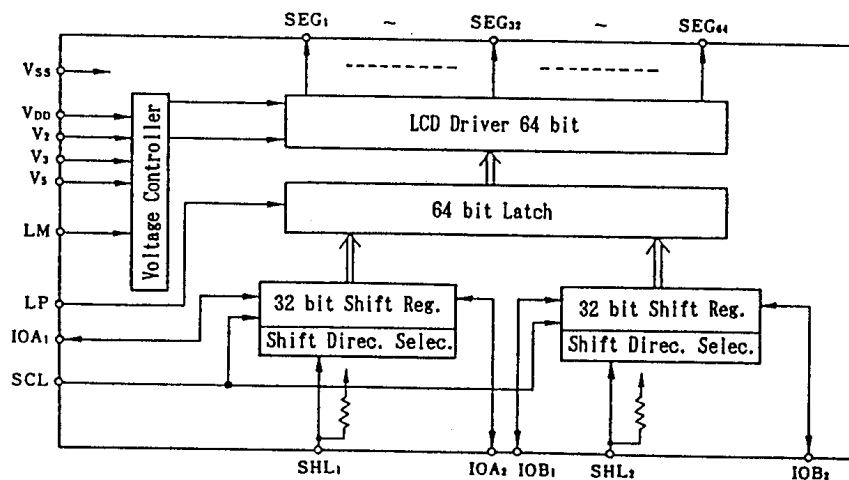 SEG₁ ~ SEG₃₂ ~ SEG₄₄
VSS
VDD
V₂
V₃
V₅
LM
LP
IOA₁
SCL
Voltage Controller
LCD Driver 64 bit
64 bit Latch
32 bit Shift Reg.
Shift Direc. Selec.
32 bit Shift Reg.
Shift Direc. Selec.
SHL₁
IOA₂
IOB₁
SHL₂
IOB₂